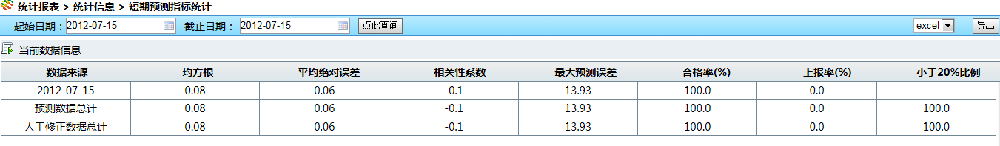 统计报表 > 统计信息 > 短期预测指标统计
起始日期：2012-07-15 截止日期： 2012-07-15 点此查询 excel 导出
当前数据信息
数据来源 均方根 平均绝对误差 相关性系数 最大预测误差 合格率(%) 上报率(%) 小于20%比例
2012-07-15 0.08 0.06 -0.1 13.93 100.0 0.0
预测数据总计 0.08 0.06 -0.1 13.93 100.0 0.0 100.0
人工修正数据总计 0.08 0.06 -0.1 13.93 100.0 0.0 100.0